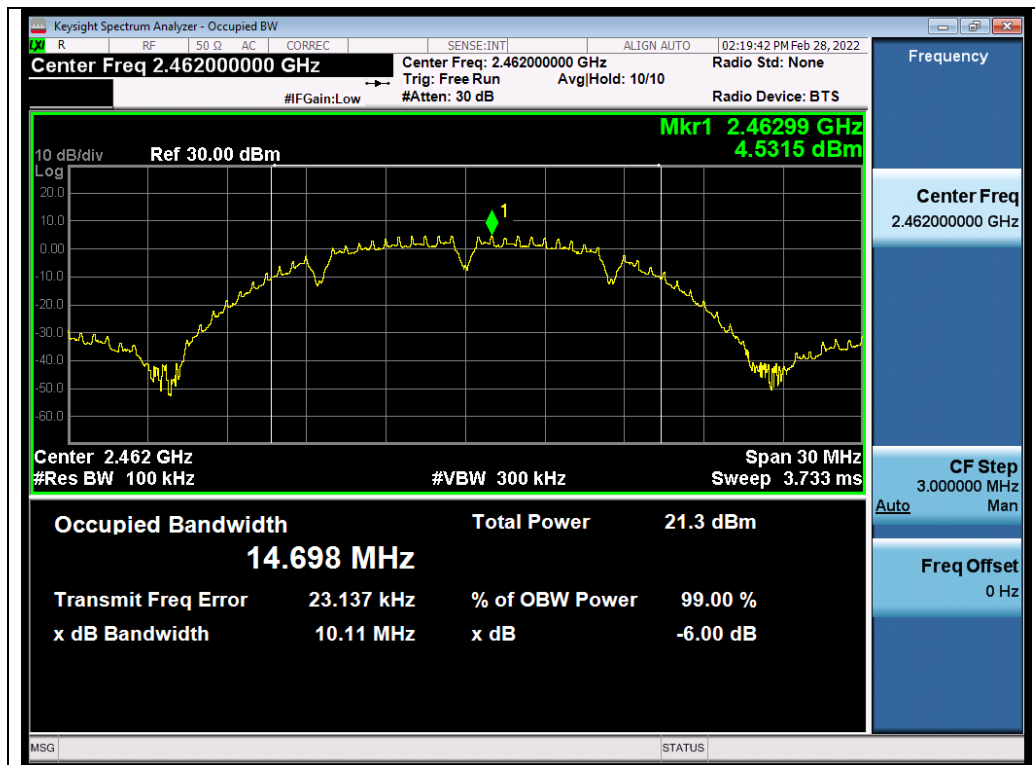 Keysight Spectrum Analyzer - Occupied BW
LXI R RF 50 Ω AC CORREC SENSE:INT ALIGN AUTO 02:19:42 PM Feb 28, 2022
Center Freq 2.462000000 GHz
Center Freq: 2.462000000 GHz Radio Std: None
Trig: Free Run Avg|Hold: 10/10
#IFGain:Low #Atten: 30 dB Radio Device: BTS
Frequency
Mkr1 2.46299 GHz
4.5315 dBm
10 dB/div Ref 30.00 dBm
Log
20.0
10.0
0.00
-10.0
-20.0
-30.0
-40.0
-50.0
-60.0
1
Center 2.462 GHz Span 30 MHz
#Res BW 100 kHz #VBW 300 kHz Sweep 3.733 ms
Center Freq
2.462000000 GHz
CF Step
3.000000 MHz
Auto Man
Freq Offset
0 Hz
Occupied Bandwidth Total Power 21.3 dBm
14.698 MHz
Transmit Freq Error 23.137 kHz % of OBW Power 99.00 %
x dB Bandwidth 10.11 MHz x dB -6.00 dB
MSG STATUS